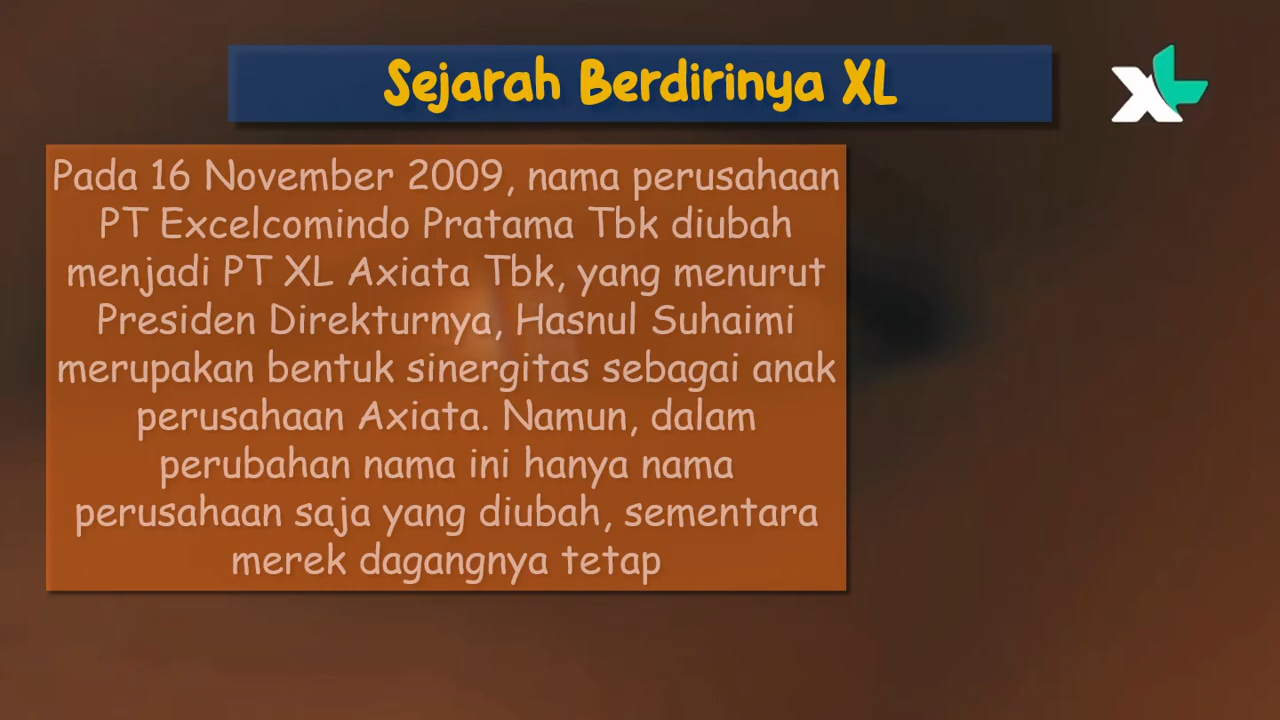 Sejarah Berdirinya XL
XL
Pada 16 November 2009, nama perusahaan
PT Excelcomindo Pratama Tbk diubah
menjadi PT XL Axiata Tbk, yang menurut
Presiden Direkturnya, Hasnul Suhaimi
merupakan bentuk sinergitas sebagai anak
perusahaan Axiata. Namun, dalam
perubahan nama ini hanya nama
perusahaan saja yang diubah, sementara
merek dagangnya tetap